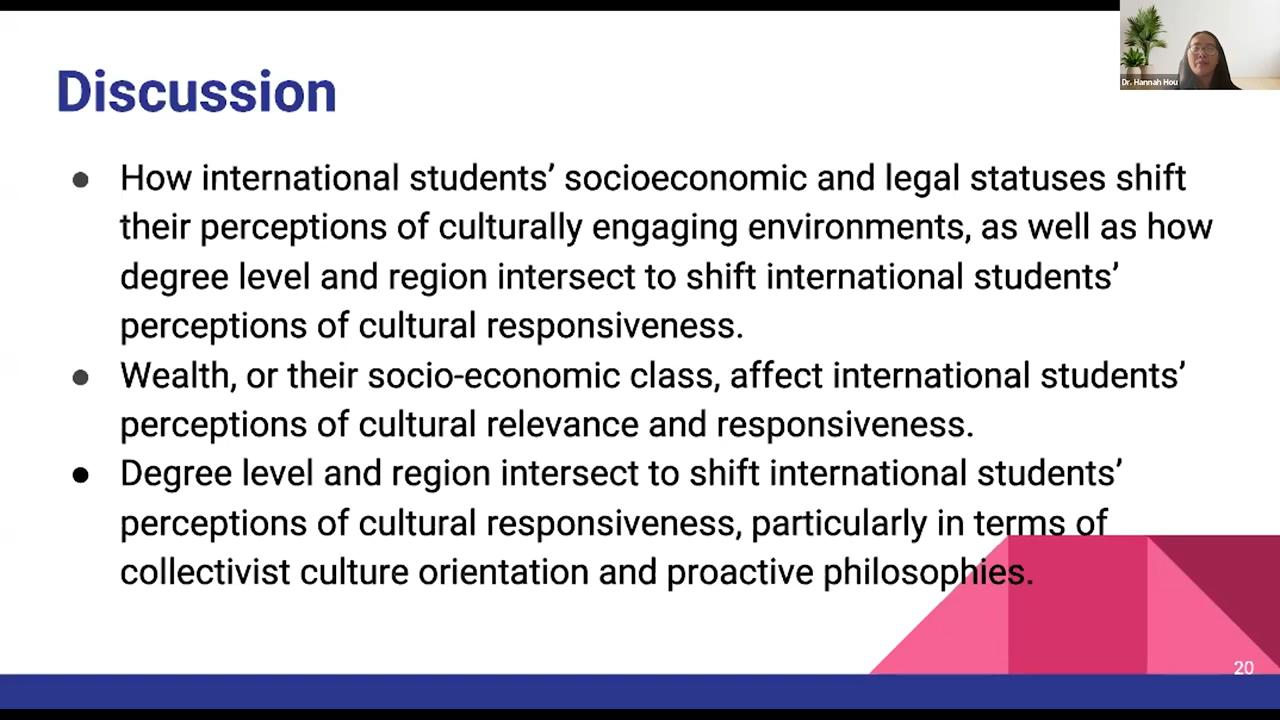 Dr. Hannah Hou
Discussion
● How international students’ socioeconomic and legal statuses shift
their perceptions of culturally engaging environments, as well as how
degree level and region intersect to shift international students’
perceptions of cultural responsiveness.
● Wealth, or their socio-economic class, affect international students’
perceptions of cultural relevance and responsiveness.
● Degree level and region intersect to shift international students’
perceptions of cultural responsiveness, particularly in terms of
collectivist culture orientation and proactive philosophies.
20